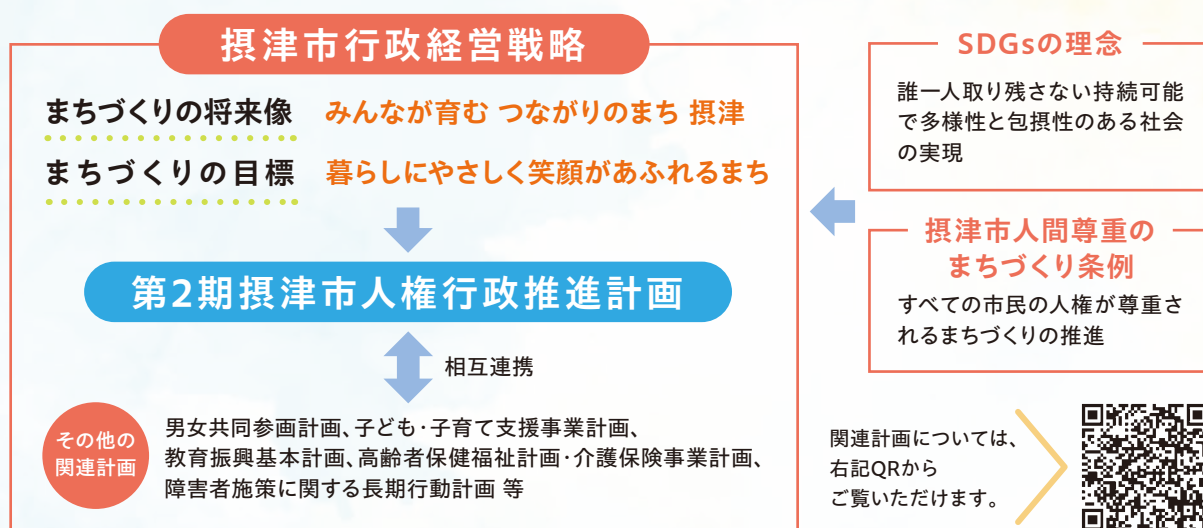 摂津市行政経営戦略
まちづくりの将来像 みんなが育む つながりのまち 摂津
まちづくりの目標 暮らしにやさしく笑顔があふれるまち
第2期摂津市人権行政推進計画
相互連携
その他の
関連計画
男女共同参画計画、子ども・子育て支援事業計画、
教育振興基本計画、高齢者保健福祉計画・介護保険事業計画、
障害者施策に関する長期行動計画 等
SDGsの理念
誰一人取り残さない持続可能
で多様性と包摂性のある社会
の実現
摂津市人間尊重の
まちづくり条例
すべての市民の人権が尊重さ
れるまちづくりの推進
関連計画については、
右記QRから
ご覧いただけます。